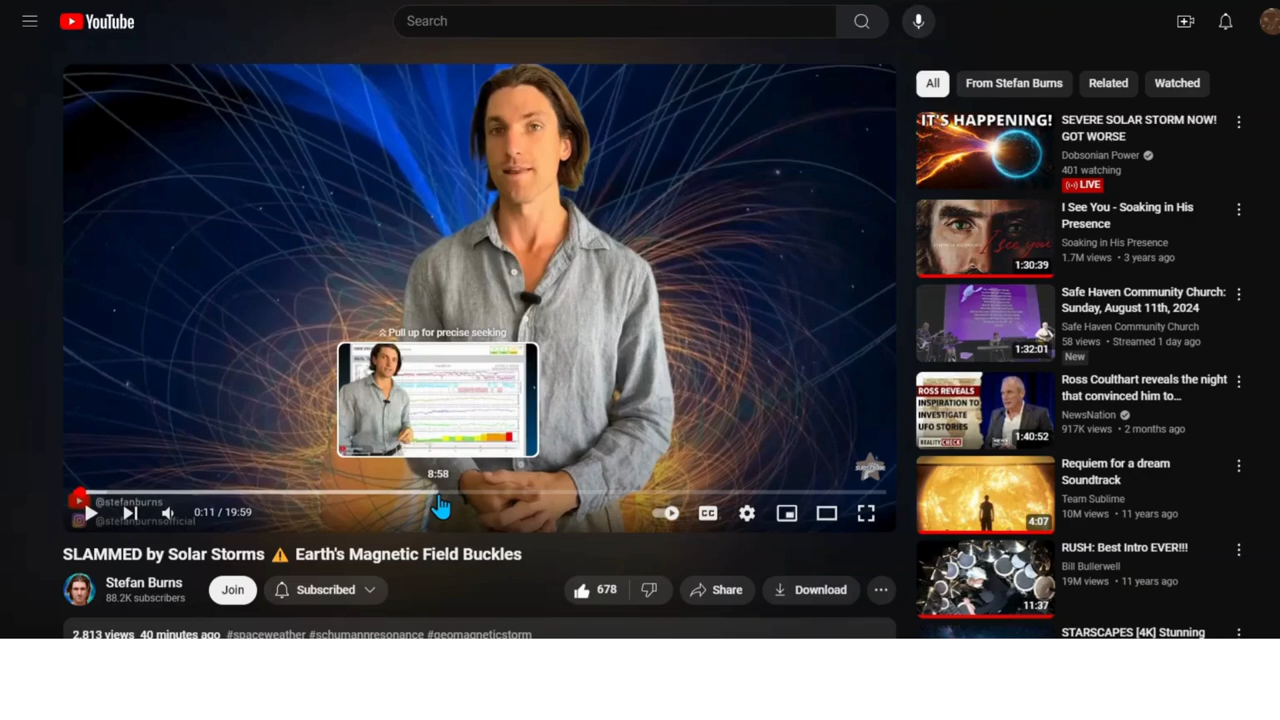 YouTube
Search
Pull up for precise seeking
8:58
@stefanburns
0:11 / 19:59
@stefanburnsofficial
CC
SLAMMED by Solar Storms ⚠️ Earth's Magnetic Field Buckles
Stefan Burns
88.2K subscribers
Join
Subscribed
678
Share
Download
2,813 views 40 minutes ago #spaceweather #schumannresonance #geomagneticstorm
All
From Stefan Burns
Related
Watched
IT'S HAPPENING!
SEVERE SOLAR STORM NOW!
GOT WORSE
Dobsonian Power
401 watching
LIVE
I see you
1:30:39
I See You - Soaking in His
Presence
Soaking in His Presence
1.7M views • 3 years ago
1:32:01
Safe Haven Community Church:
Sunday, August 11th, 2024
Safe Haven Community Church
58 views • Streamed 1 day ago
New
ROSS REVEALS
INSPIRATION TO
INVESTIGATE
UFO STORIES
REALITY CHECK
1:40:52
Ross Coulthart reveals the night
that convinced him to...
NewsNation
917K views • 2 months ago
4:07
Requiem for a dream
Soundtrack
Team Sublime
10M views • 11 years ago
11:37
RUSH: Best Intro EVER!!!
Bill Bullerwell
19M views • 11 years ago
STARSCAPES [4K] Stunning